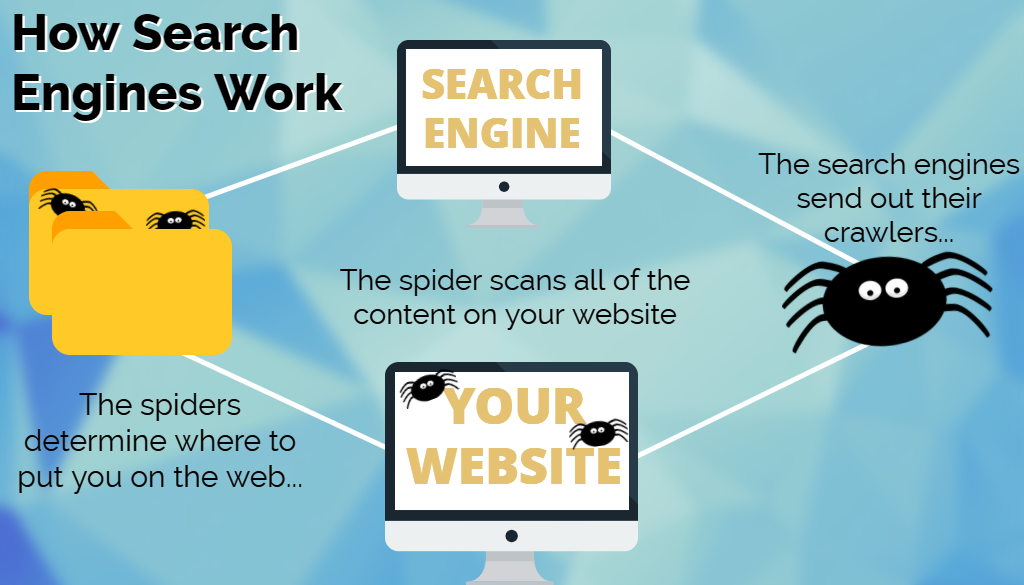 How Search
Engines Work
SEARCH
ENGINE
The search engines
send out their
crawlers...
The spider scans all of the
content on your website
YOUR
WEBSITE
The spiders
determine where to
put you on the web...